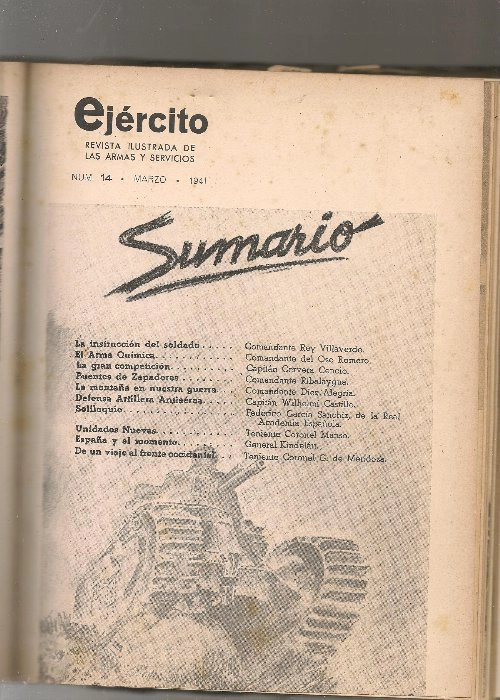 ejército
REVISTA ILUSTRADA DE
LAS ARMAS Y SERVICIOS
NUM. 14 - MARZO - 1941
Sumario
La instrucción del soldado..... Comandante Ruy Villaverde.
El Arma Química........... Comandante del Oso Romero.
La gran competición......... Capitán Cervera Cencio.
Puentes de Zapadores....... Comandante Ribalaygua.
La montaña en nuestra guerra.. Comandante Díez Alegría.
Defensa Artillera Antiaérea..... Capitán Wilhelmi Castillo.
Soliloquio............... Federico García Sanchiz, de la Real
Academia Española.
Unidades Nuevas.......... Teniente Coronel Manso.
España y el momento....... General Kindelán.
De un viaje al frente occidental... Teniente Coronel G. de Mendoza.